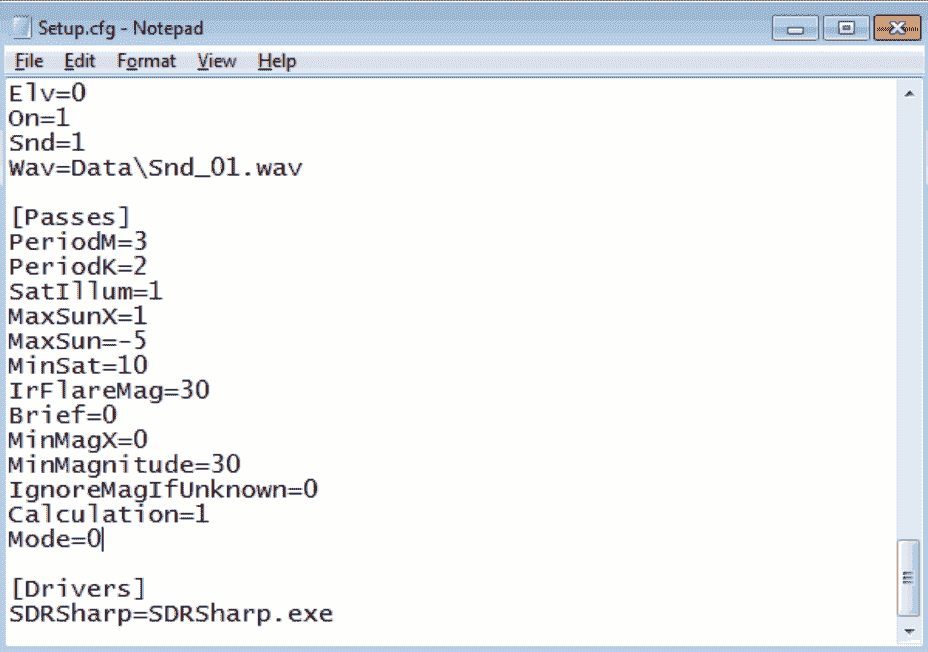 Setup.cfg - Notepad
File Edit Format View Help
Elv=0
On=1
Snd=1
Wav=Data\Snd_01.wav
[Passes]
PeriodM=3
PeriodK=2
SatIllum=1
MaxSunX=1
MaxSun=-5
MinSat=10
IrFlareMag=30
Brief=0
MinMagX=0
MinMagnitude=30
IgnoreMagIfUnknown=0
Calculation=1
Mode=0
[Drivers]
SDRSharp=SDRSharp.exe